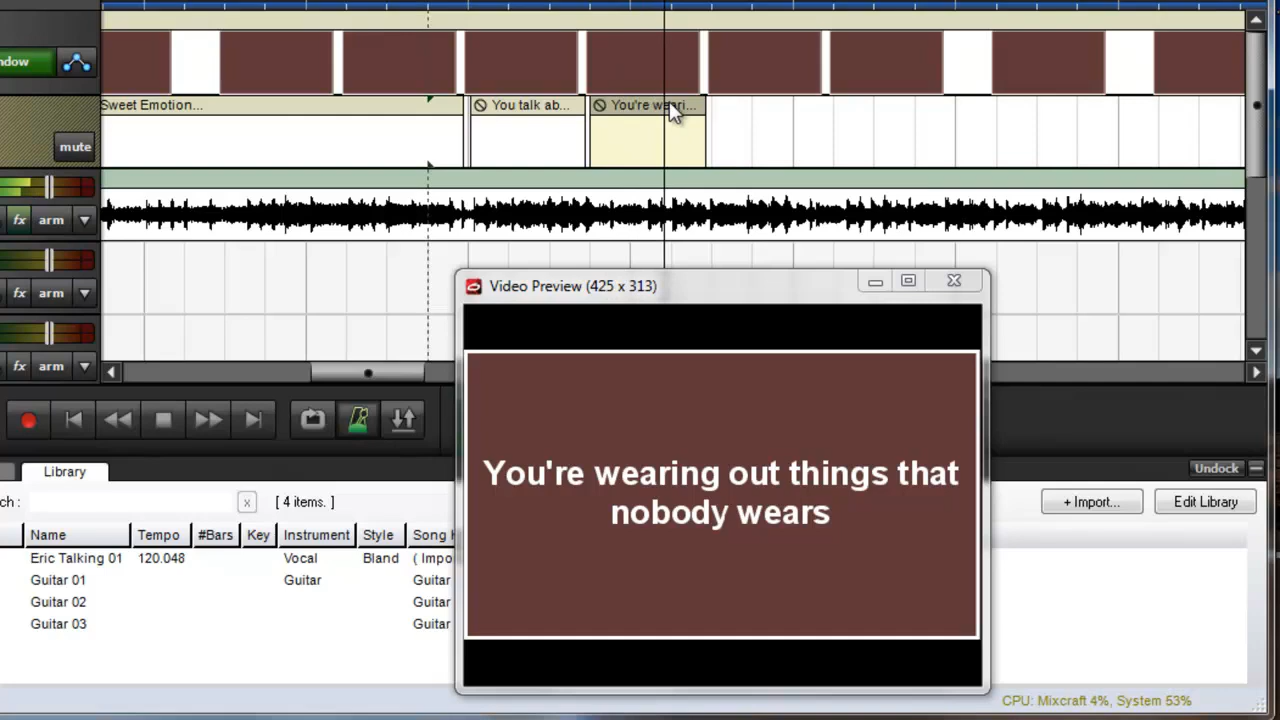 ndow
Sweet Emotion...
You talk ab...
You're weari...
mute
fx arm
fx arm
fx arm
Video Preview (425 x 313)
You're wearing out things that
nobody wears
Library
Undock
ch :
x
[ 4 items. ]
+ Import...
Edit Library
Name Tempo #Bars Key Instrument Style Song K
Eric Talking 01 120.048 Vocal Bland ( Impo
Guitar 01 Guitar Guitar
Guitar 02 Guitar
Guitar 03 Guitar
CPU: Mixcraft 4%, System 53%